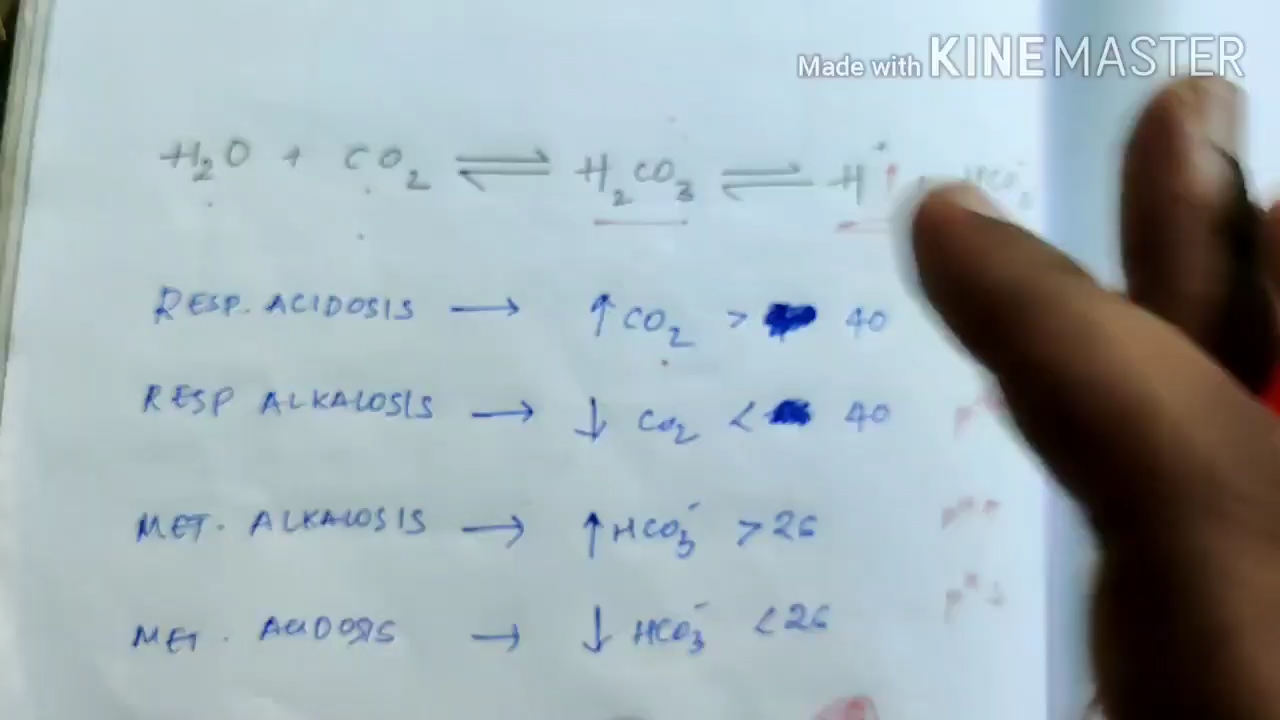 Made with KINEMASTER
H₂O + CO₂ ⇌ H₂CO₃ ⇌ H⁺ ↑ HCO₃⁻
RESP. ACIDOSIS → ↑ CO₂ > 40
RESP ALKALOSIS → ↓ CO₂ < 40
MET. ALKALOSIS → ↑ HCO₃⁻ > 26
MET. ACIDOSIS → ↓ HCO₃⁻ < 26